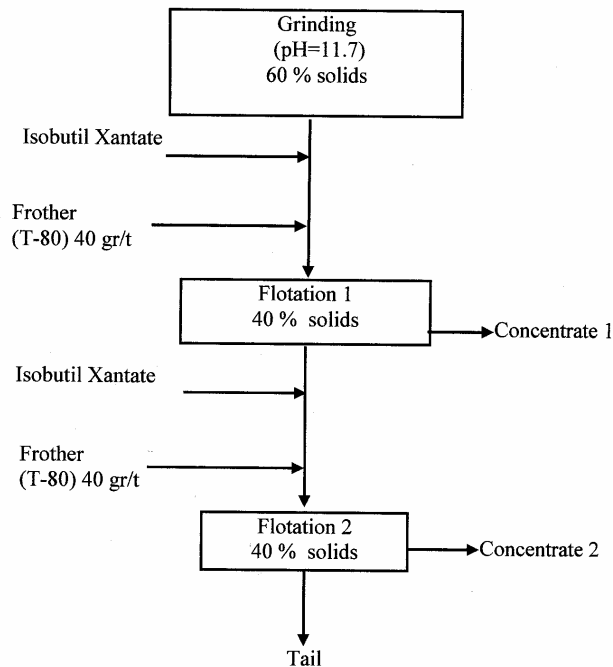 Grinding
(pH=11.7)
60 % solids
Isobutil Xantate
Frother
(T-80) 40 gr/t
Flotation 1
40 % solids
Concentrate 1
Isobutil Xantate
Frother
(T-80) 40 gr/t
Flotation 2
40 % solids
Concentrate 2
Tail